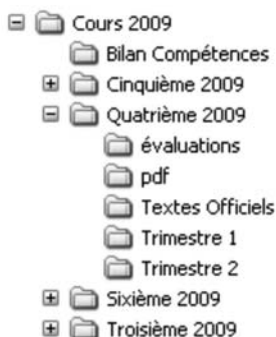 Cours 2009
Bilan Compétences
Cinquième 2009
Quatrième 2009
évaluations
pdf
Textes Officiels
Trimestre 1
Trimestre 2
Sixième 2009
Troisième 2009